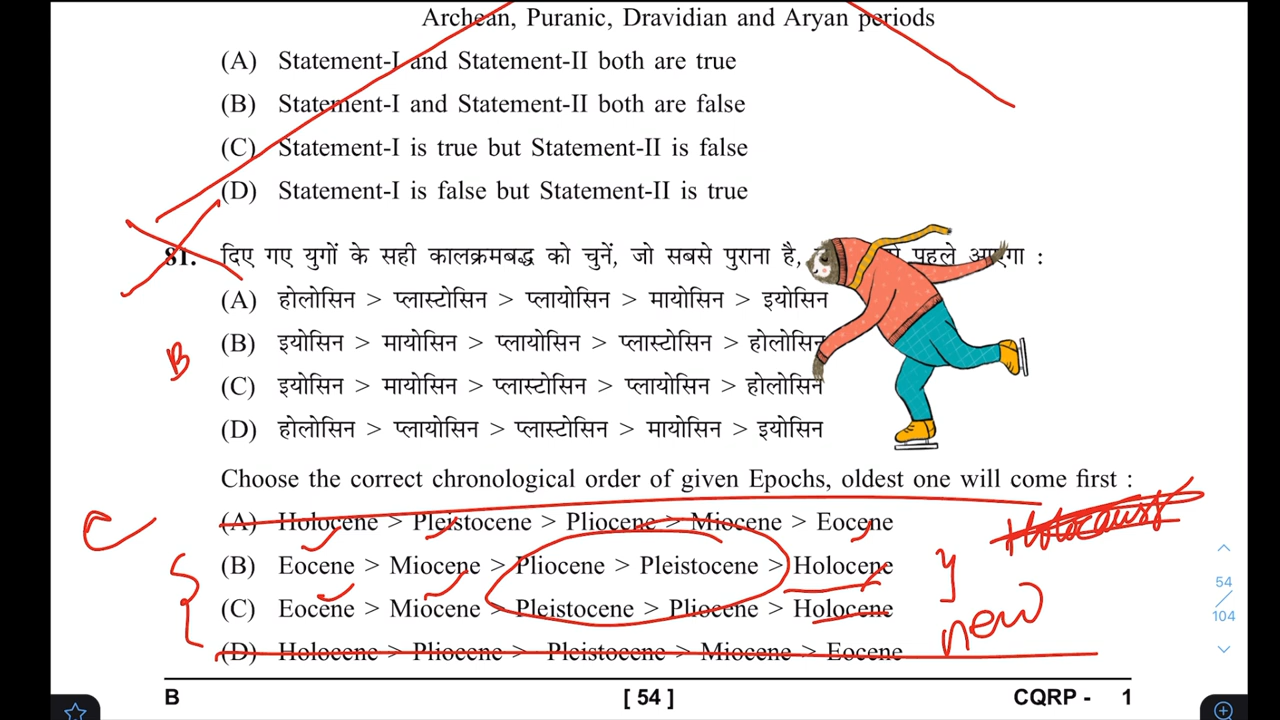 Archean, Puranic, Dravidian and Aryan periods
(A) Statement-I and Statement-II both are true
(B) Statement-I and Statement-II both are false
(C) Statement-I is true but Statement-II is false
(D) Statement-I is false but Statement-II is true
81. दिए गए युगों के सही कालक्रमबद्ध को चुनें, जो सबसे पुराना है, पहले आएगा :
(A) होलोसिन > प्लास्टोसिन > प्लायोसिन > मायोसिन > इयोसिन
(B) इयोसिन > मायोसिन > प्लायोसिन > प्लास्टोसिन > होलोसिन
B
(C) इयोसिन > मायोसिन > प्लास्टोसिन > प्लायोसिन > होलोसिन
(D) होलोसिन > प्लायोसिन > प्लास्टोसिन > मायोसिन > इयोसिन
Choose the correct chronological order of given Epochs, oldest one will come first :
(A) Holocene > Pleistocene > Pliocene > Miocene > Eocene
(B) Eocene > Miocene > Pliocene > Pleistocene > Holocene
(C) Eocene > Miocene > Pleistocene > Pliocene > Holocene
new
(D) Holocene > Pliocene > Pleistocene > Miocene > Eocene
54
104
B [ 54 ] CQRP - 1